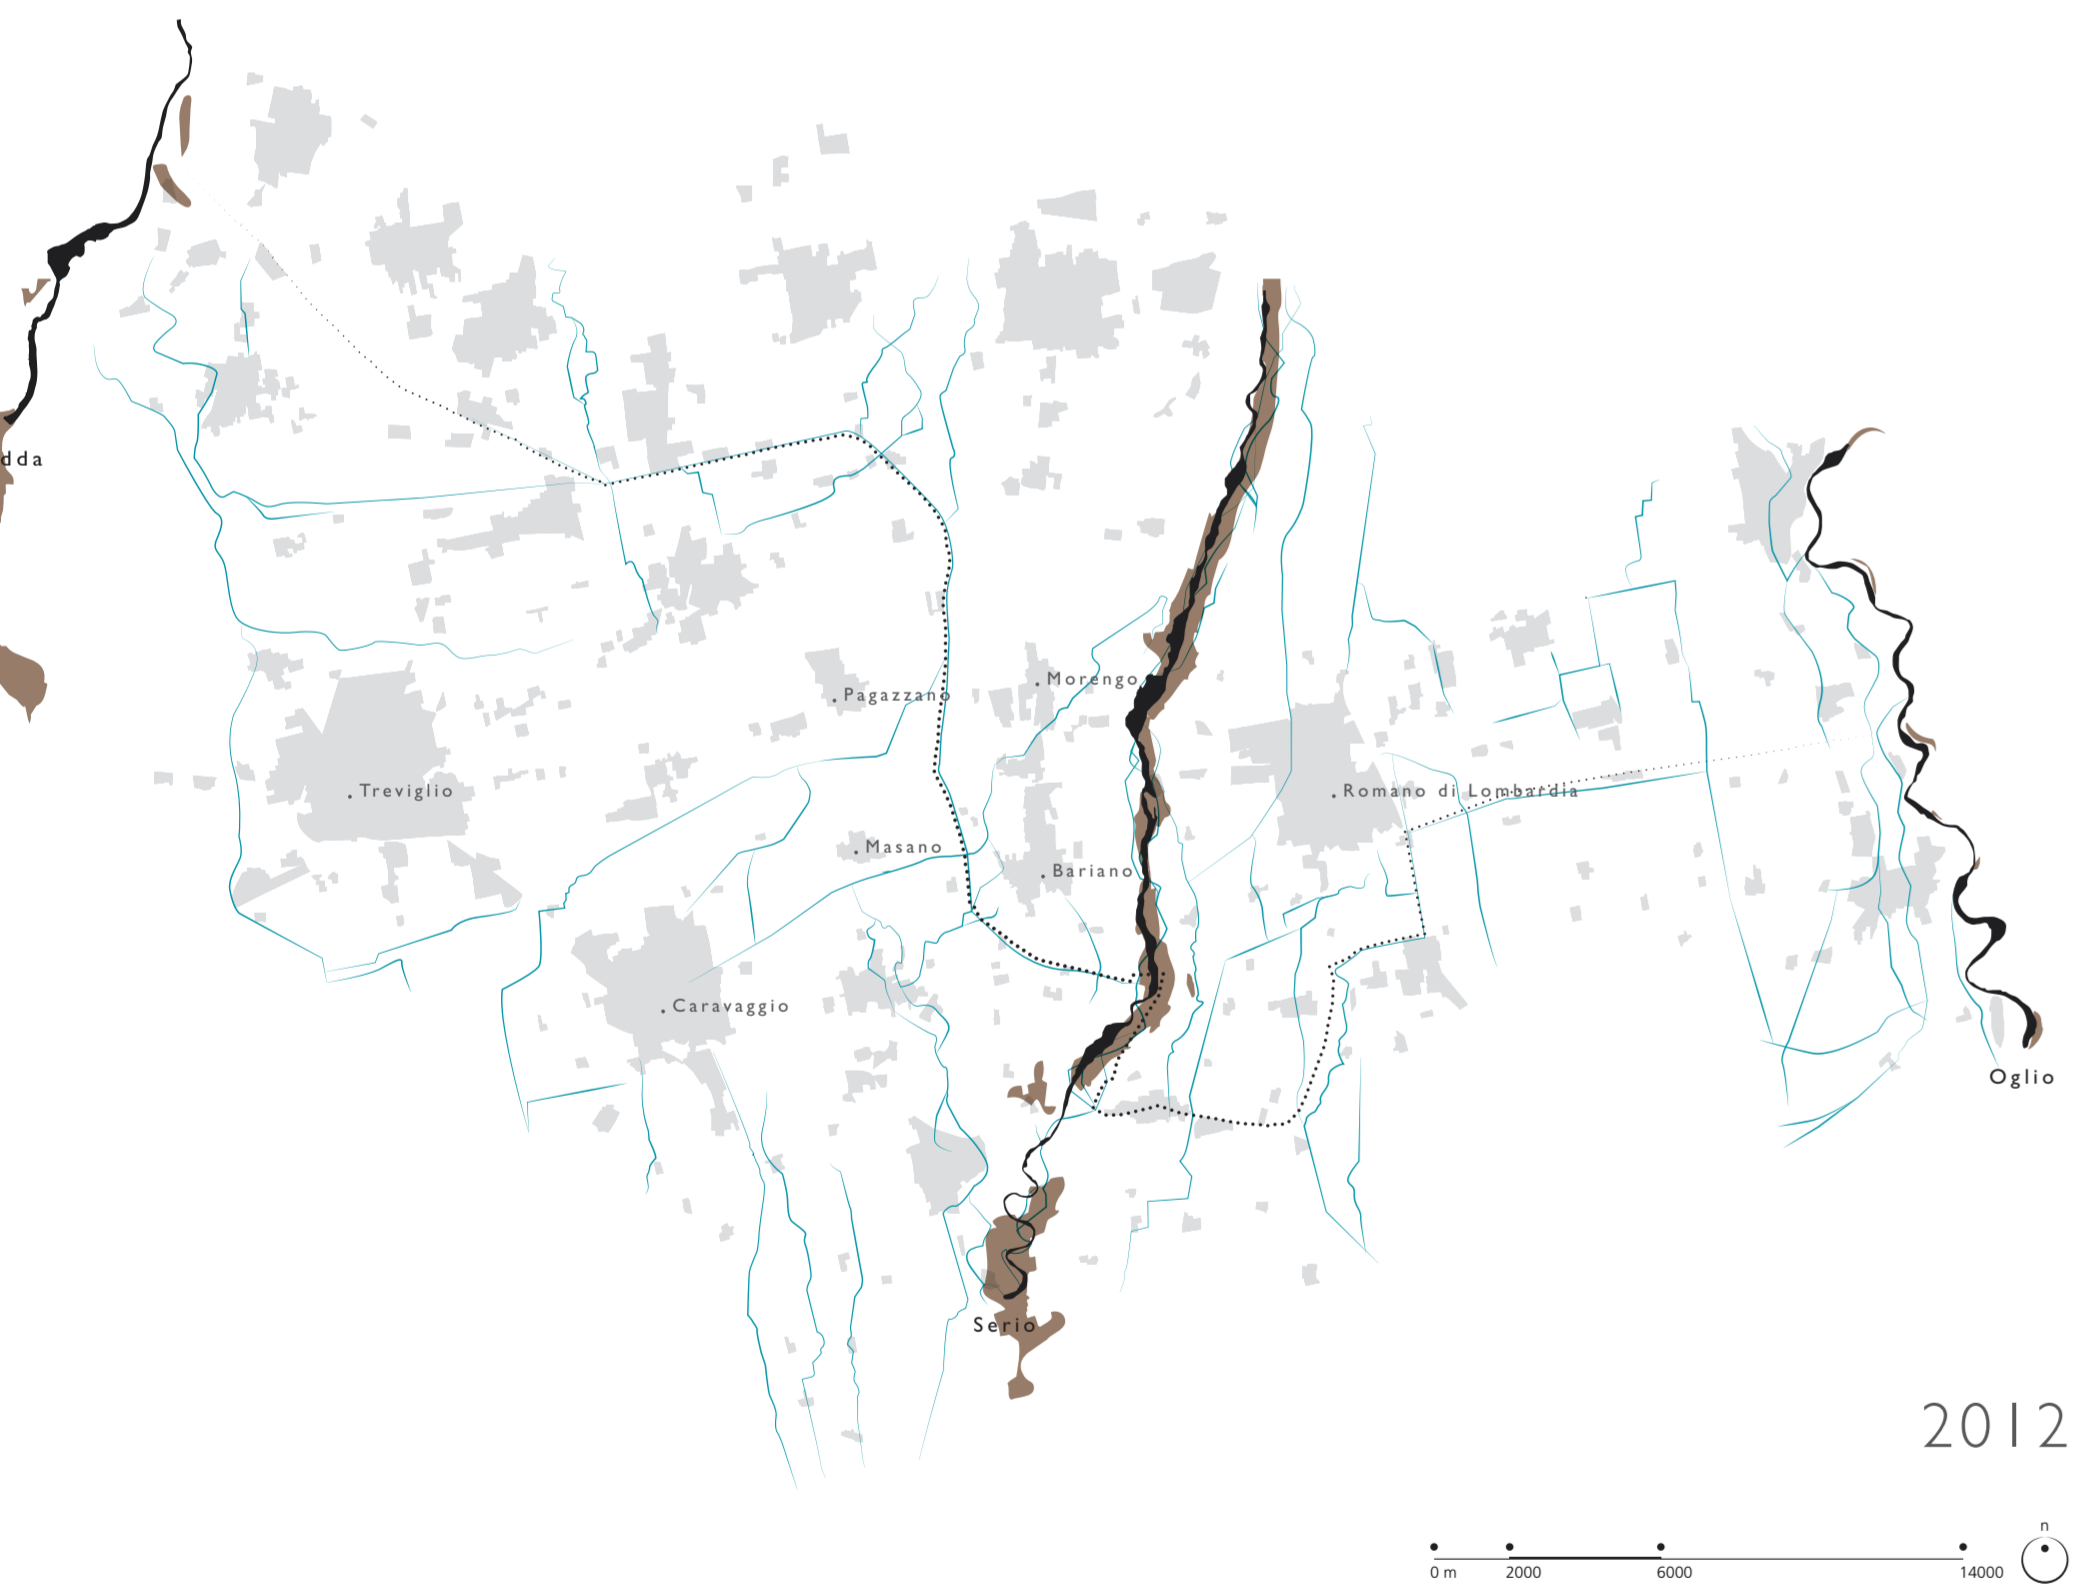 dda
Morengo
Pagazzano
Treviglio
Romano di Lombardia
Masano
Bariano
Caravaggio
Oglio
Serio
2012
n
0 m 2000 6000 14000